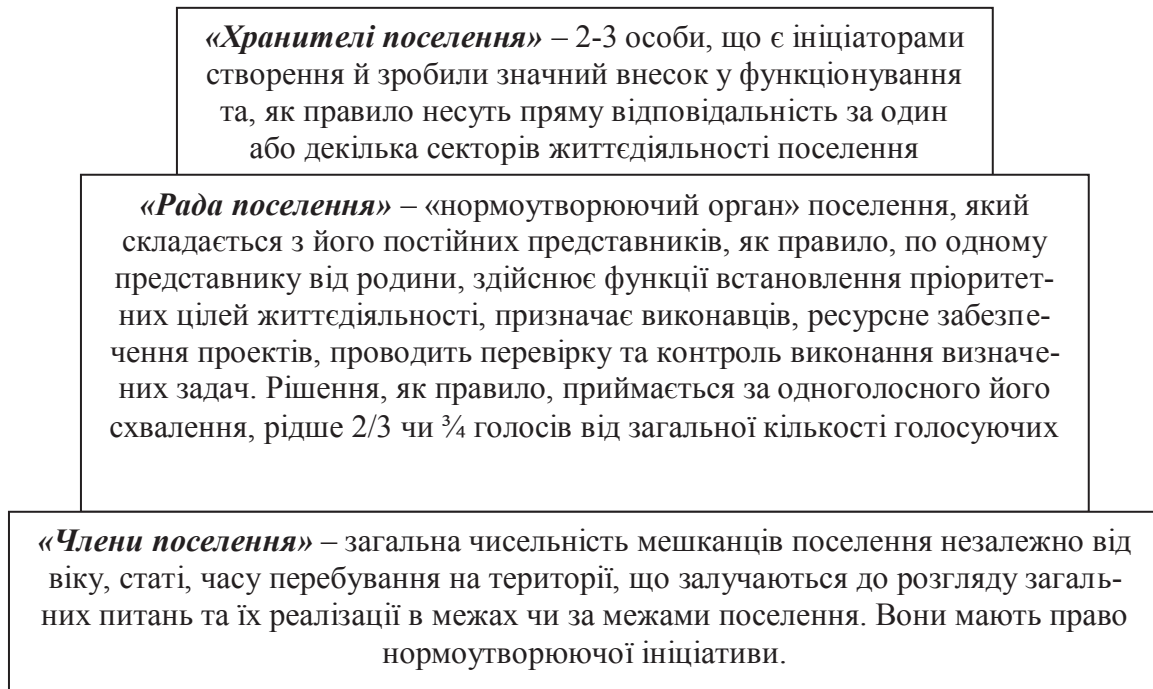 «Хранителі поселення» – 2-3 особи, що є ініціаторами
створення й зробили значний внесок у функціонування
та, як правило несуть пряму відповідальність за один
або декілька секторів життєдіяльності поселення
«Рада поселення» – «нормоутворюючий орган» поселення, який
складається з його постійних представників, як правило, по одному
представнику від родини, здійснює функції встановлення пріоритет-
них цілей життєдіяльності, призначає виконавців, ресурсне забезпе-
чення проектів, проводить перевірку та контроль виконання визначе-
них задач. Рішення, як правило, приймається за одноголосного його
схвалення, рідше 2/3 чи ¾ голосів від загальної кількості голосуючих
«Члени поселення» – загальна чисельність мешканців поселення незалежно від
віку, статі, часу перебування на території, що залучаються до розгляду загаль-
них питань та їх реалізації в межах чи за межами поселення. Вони мають право
нормоутворюючої ініціативи.